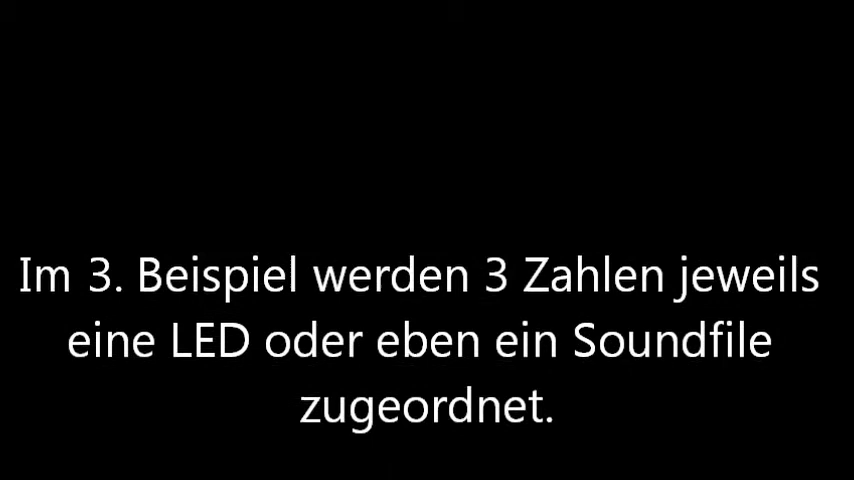 Im 3. Beispiel werden 3 Zahlen jeweils
eine LED oder eben ein Soundfile
zugeordnet.